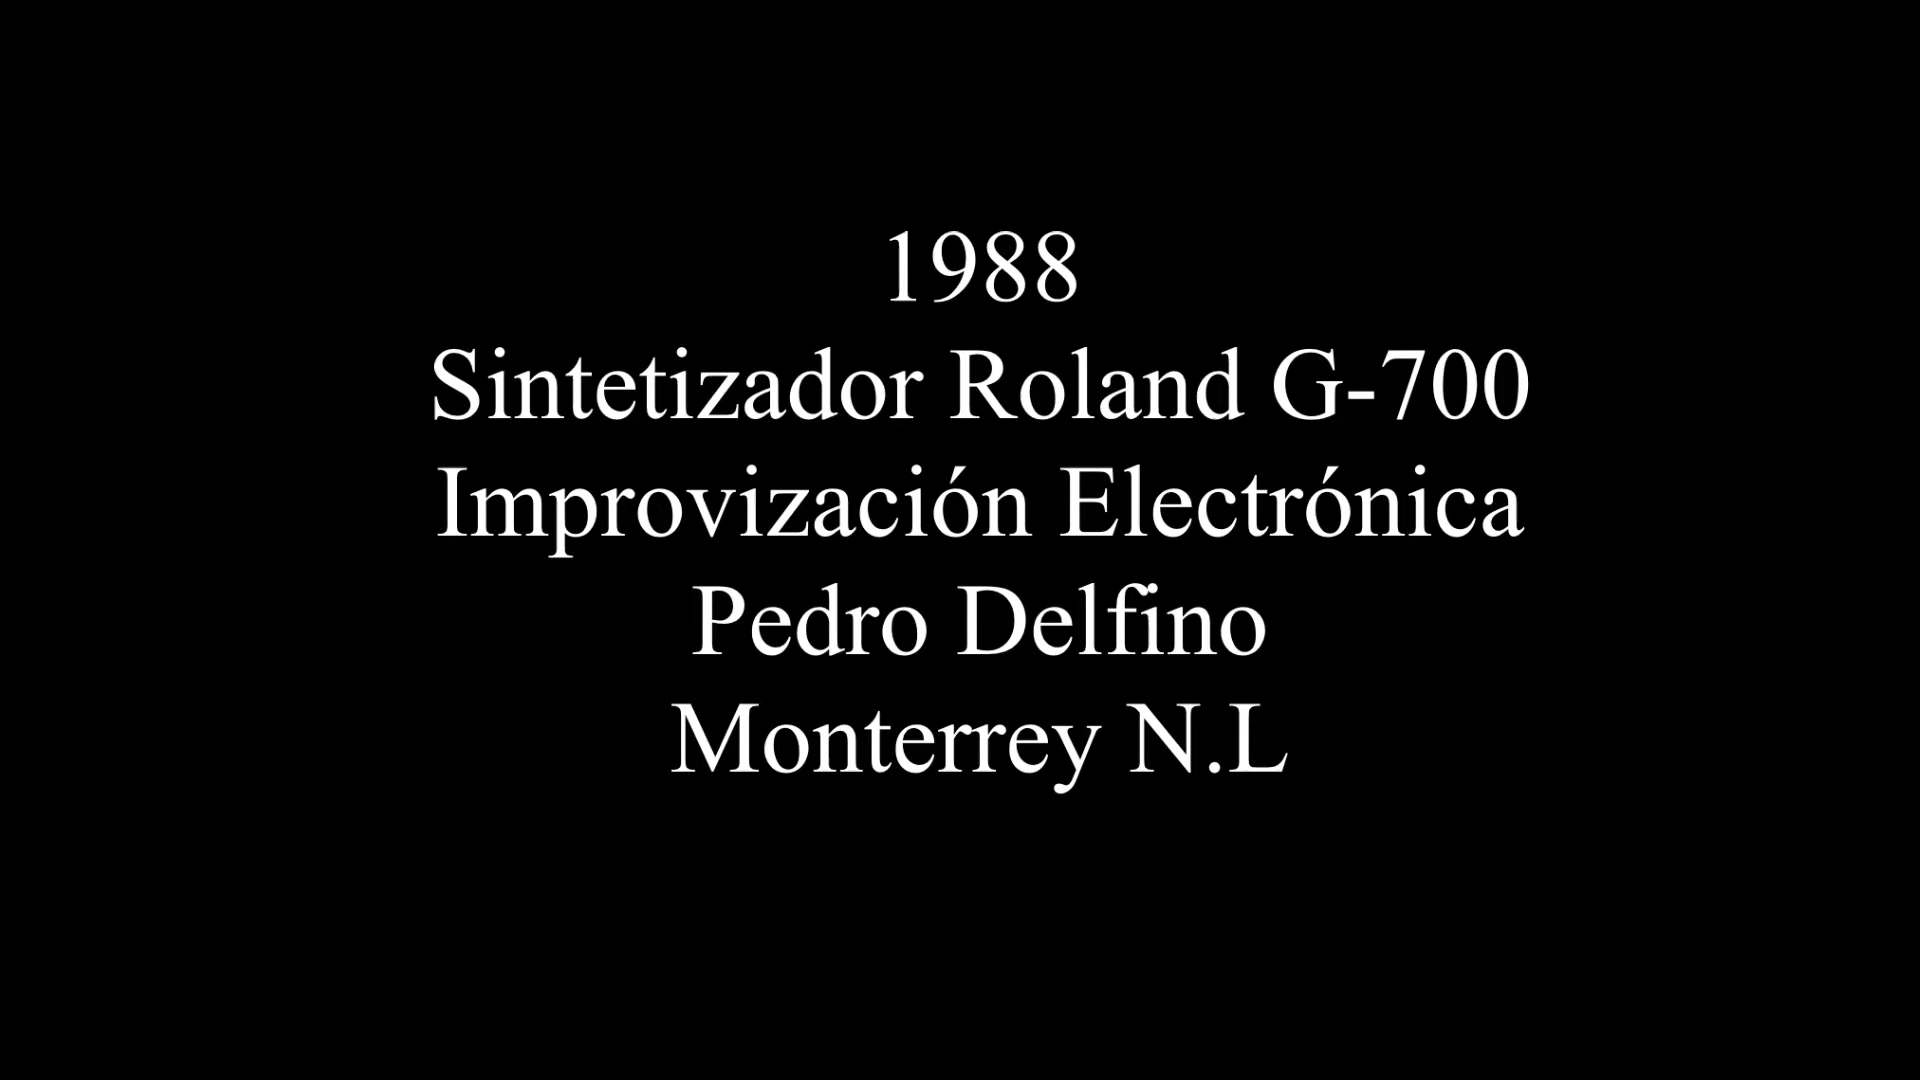 1988
Sintetizador Roland G-700
Improvización Electrónica
Pedro Delfino
Monterrey N.L